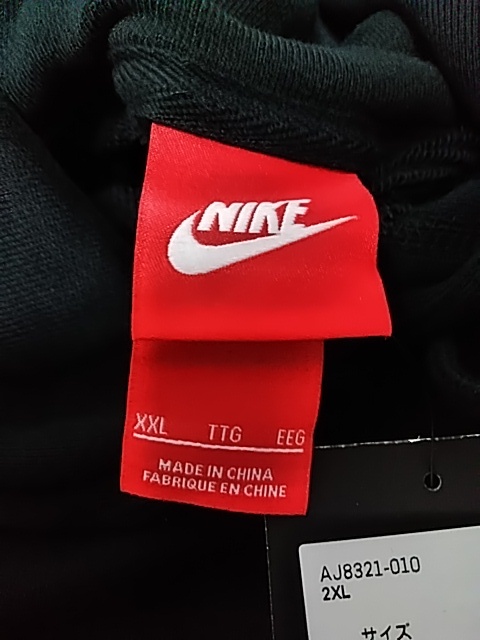 NIKE
XXL TTG EEG
MADE IN CHINA
FABRIQUE EN CHINE
AJ8321-010
2XL
サイズ